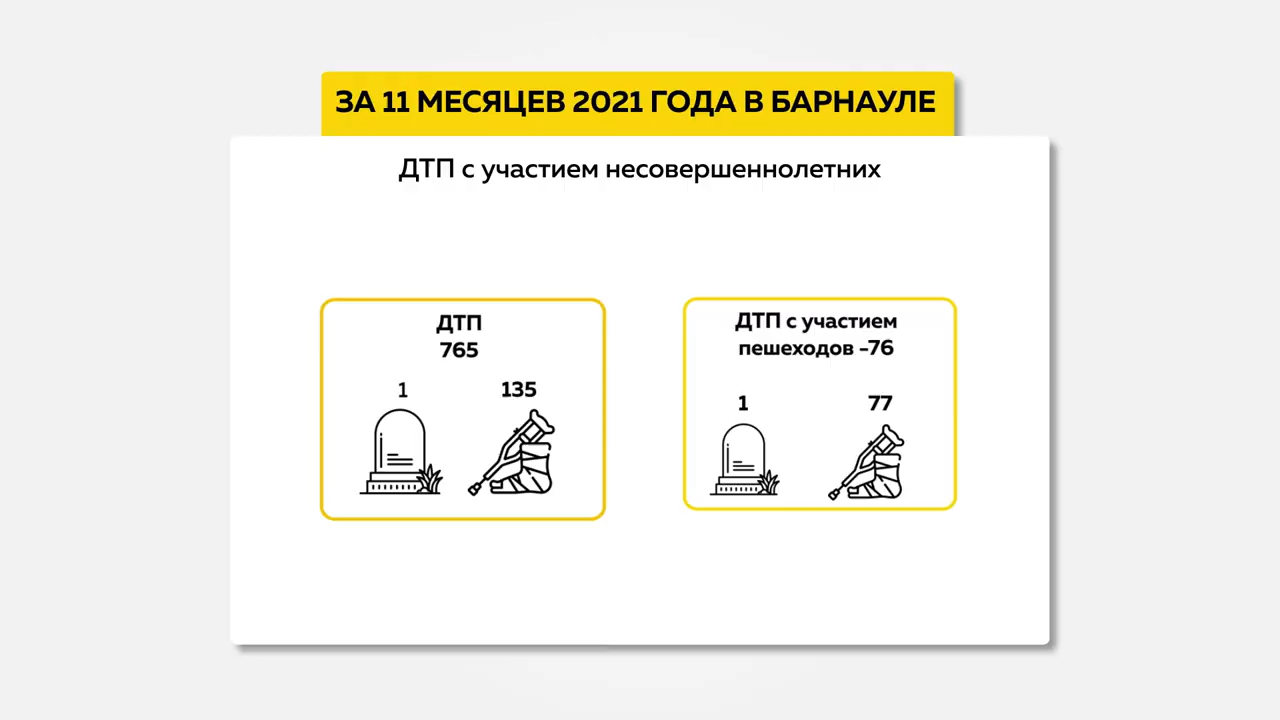 ЗА 11 МЕСЯЦЕВ 2021 ГОДА В БАРНАУЛЕ
ДТП с участием несовершеннолетних
ДТП
765
1 135
ДТП с участием
пешеходов -76
1 77